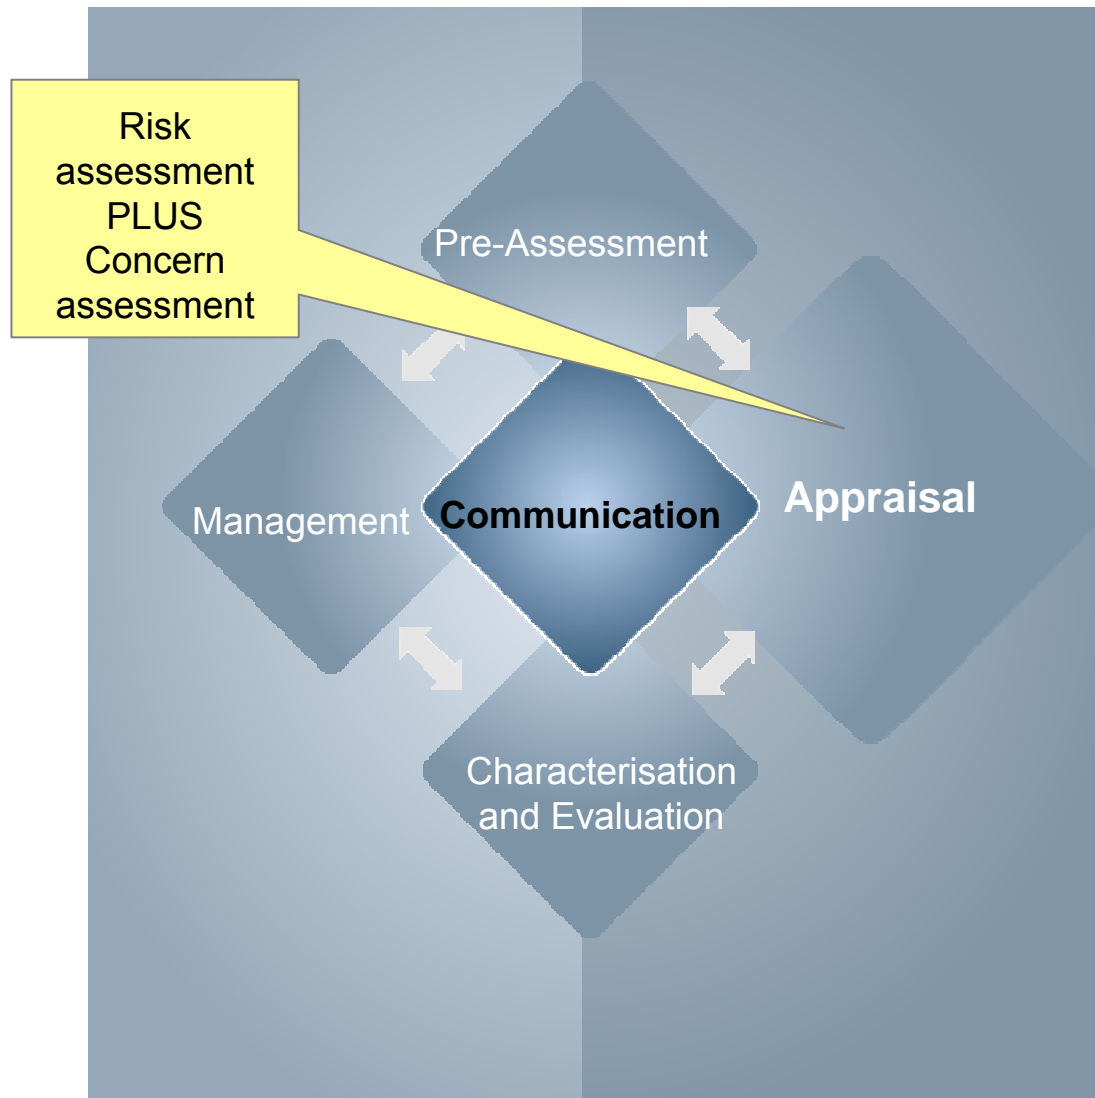 Risk
assessment
PLUS
Concern
assessment
Pre-Assessment
Management
Communication
Appraisal
Characterisation
and Evaluation